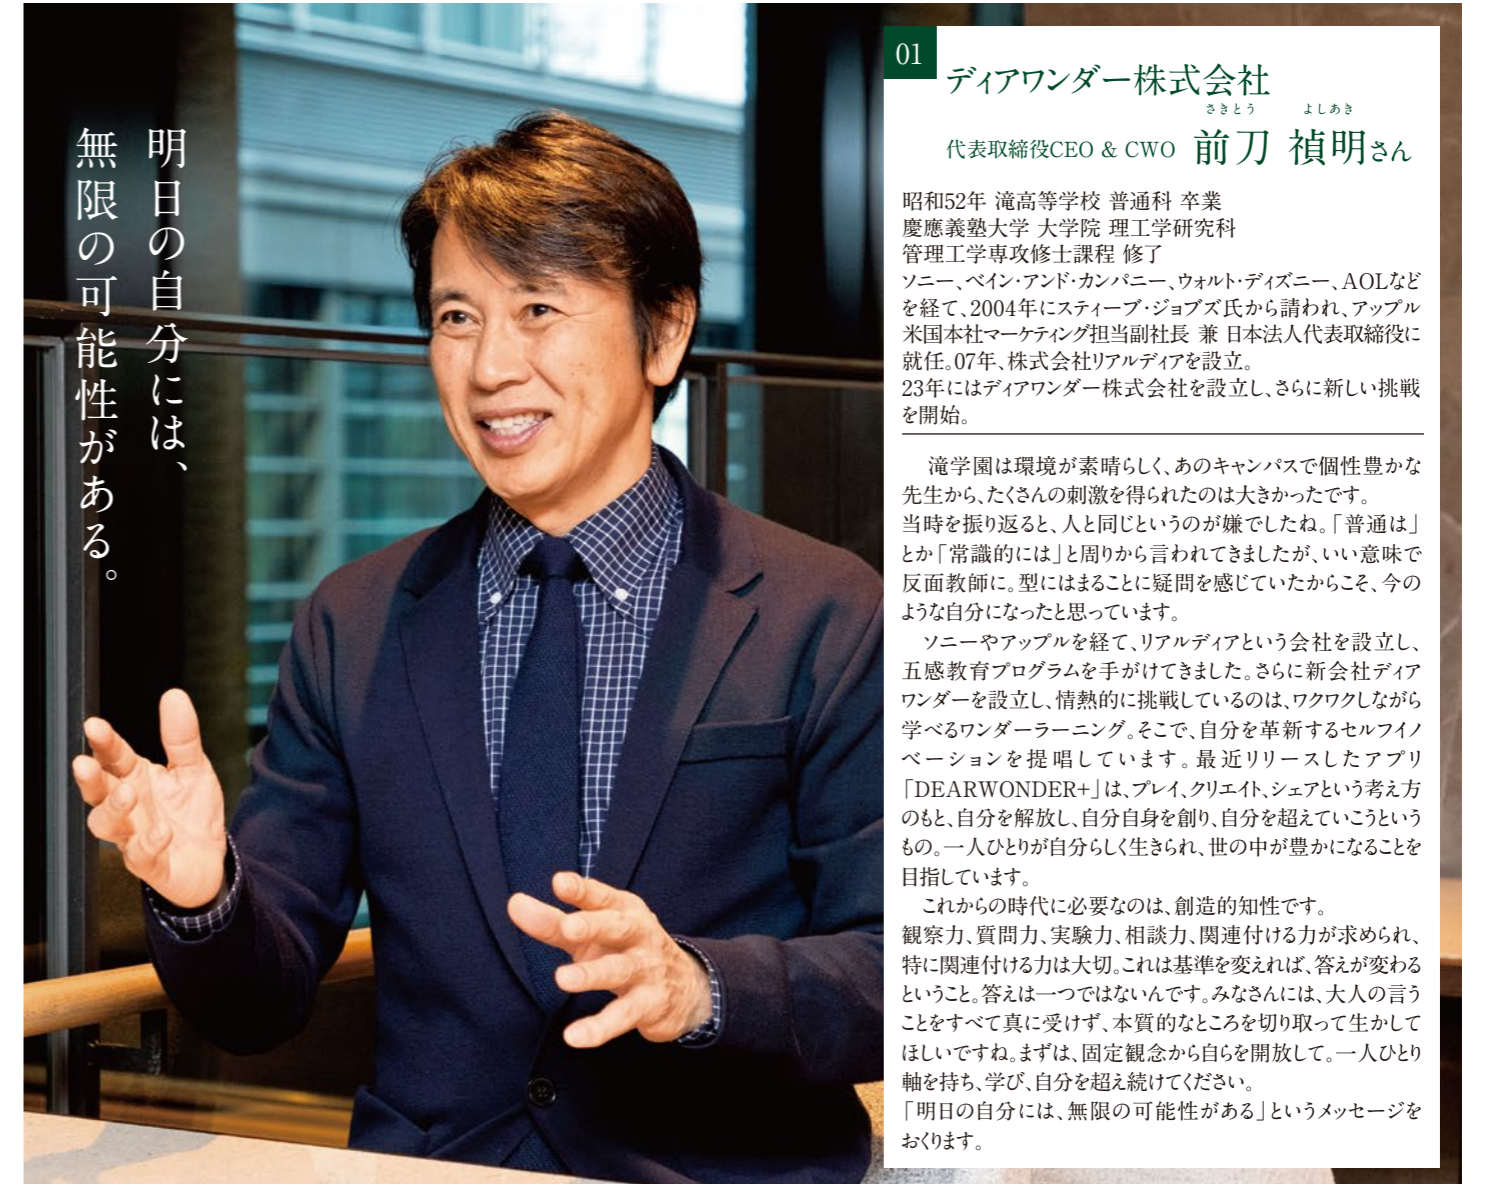 明日の自分には、
無限の可能性がある。
01
ディアワンダー株式会社
さきとう よしあき
代表取締役CEO & CWO 前刀 禎明さん
昭和52年 滝高等学校 普通科 卒業
慶應義塾大学 大学院 理工学研究科
管理工学専攻修士課程 修了
ソニー、ベイン・アンド・カンパニー、ウォルト・ディズニー、AOLなど
を経て、2004年にスティーブ・ジョブズ氏から請われ、アップル
米国本社マーケティング担当副社長 兼 日本法人代表取締役に
就任。07年、株式会社リアルディアを設立。
23年にはディアワンダー株式会社を設立し、さらに新しい挑戦
を開始。
滝学園は環境が素晴らしく、あのキャンパスで個性豊かな
先生から、たくさんの刺激を得られたのは大きかったです。
当時を振り返ると、人と同じというのが嫌でしたね。「普通は」
とか「常識的には」と周りから言われてきましたが、いい意味で
反面教師に。型にはまることに疑問を感じていたからこそ、今の
ような自分になったと思っています。
ソニーやアップルを経て、リアルディアという会社を設立し、
五感教育プログラムを手がけてきました。さらに新会社ディア
ワンダーを設立し、情熱的に挑戦しているのは、ワクワクしながら
学べるワンダーラーニング。そこで、自分を革新するセルフイノ
ベーションを提唱しています。最近リリースしたアプリ
「DEARWONDER+」は、プレイ、クリエイト、シェアという考え方
のもと、自分を解放し、自分自身を創り、自分を超えていこうという
もの。一人ひとりが自分らしく生きられ、世の中が豊かになることを
目指しています。
これからの時代に必要なのは、創造的知性です。
観察力、質問力、実験力、相談力、関連付ける力が求められ、
特に関連付ける力は大切。これは基準を変えれば、答えが変わる
ということ。答えは一つではないんです。みなさんには、大人の言う
ことをすべて真に受けず、本質的なところを切り取って生かして
ほしいですね。まずは、固定観念から自らを開放して。一人ひとり
軸を持ち、学び、自分を超え続けてください。
「明日の自分には、無限の可能性がある」というメッセージを
おくります。